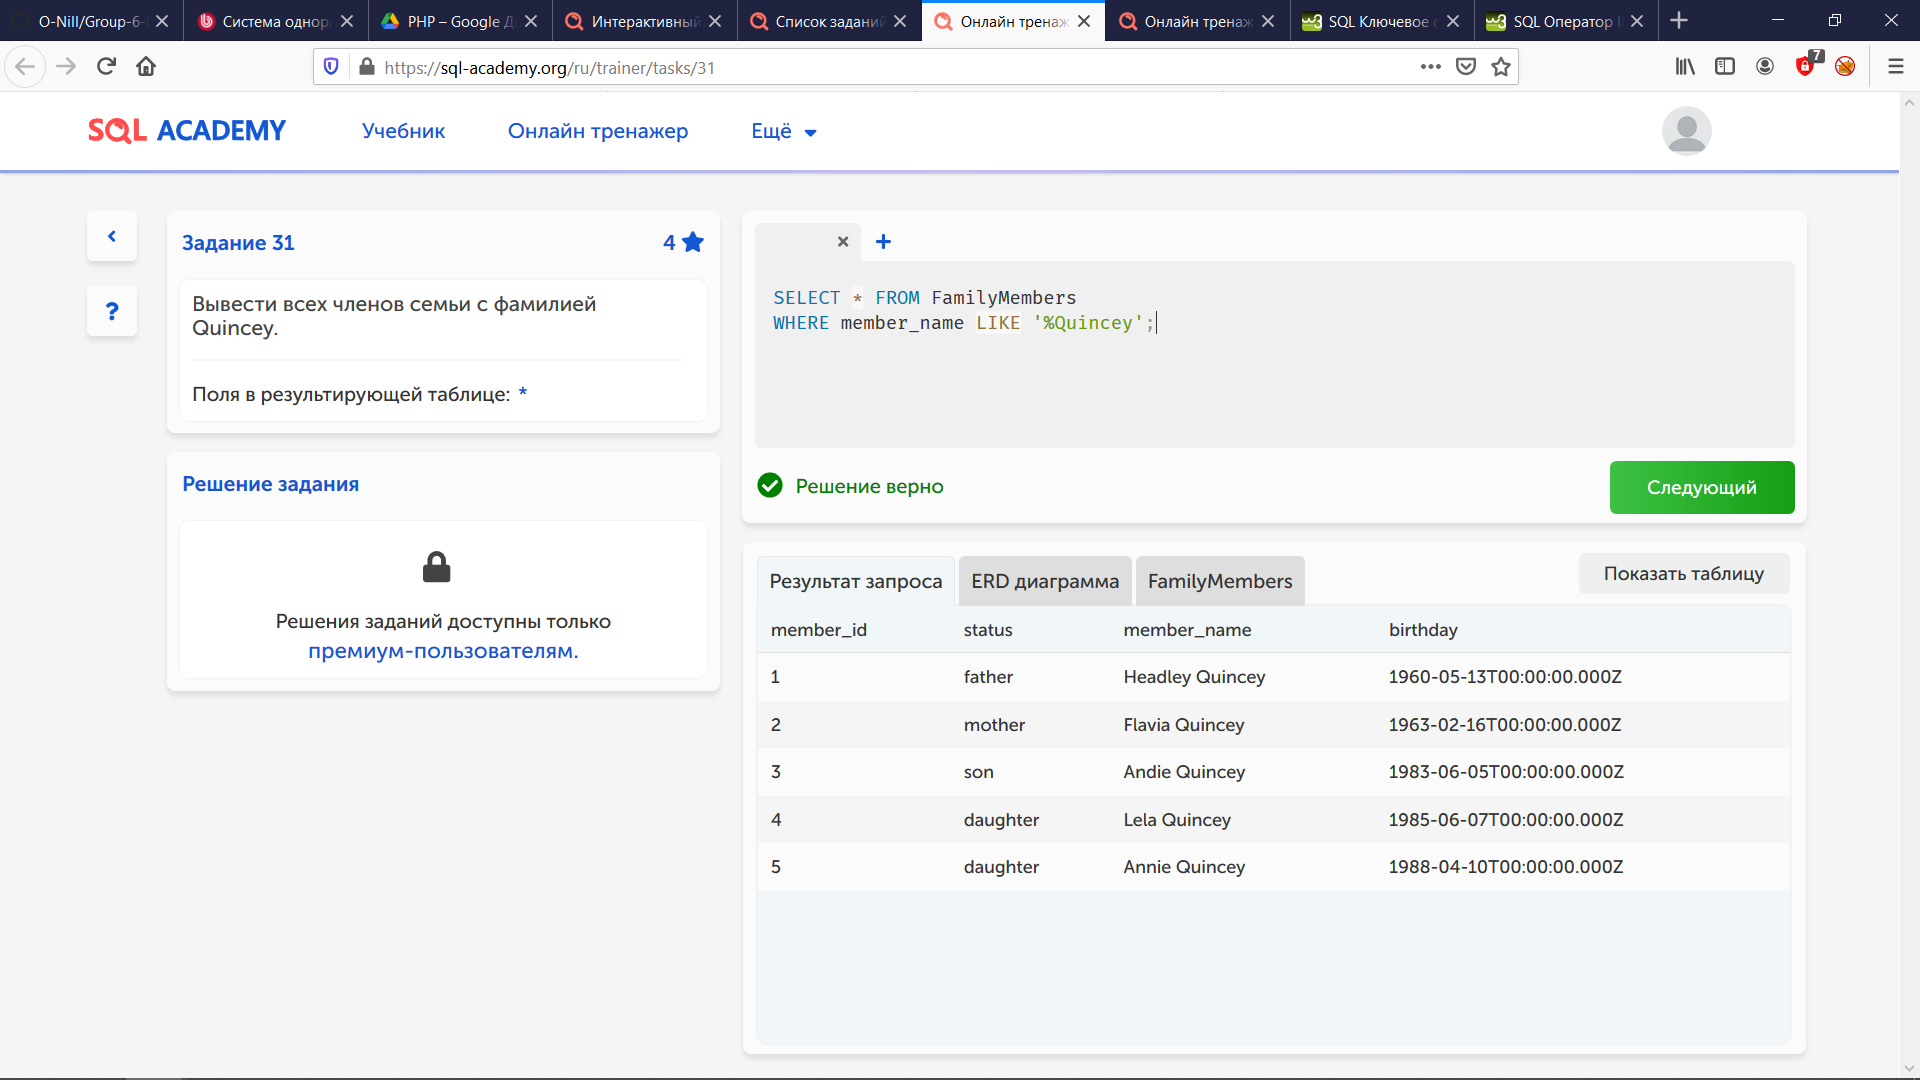 O-Nill/Group-6- Система однора PHP – Google Д Интерактивный Список заданий Онлайн тренаж Онлайн тренаж SQL Ключевое SQL Оператор
https://sql-academy.org/ru/trainer/tasks/31
7
SQL ACADEMY Учебник Онлайн тренажер Ещё
Задание 31 4
Вывести всех членов семьи с фамилией
Quincey.
Поля в результирующей таблице: *
Решение задания
Решения заданий доступны только
премиум-пользователям.
SELECT * FROM FamilyMembers
WHERE member_name LIKE '%Quincey';
Решение верно
Следующий
Результат запроса ERD диаграмма FamilyMembers Показать таблицу
member_id status member_name birthday
1 father Headley Quincey 1960-05-13T00:00:00.000Z
2 mother Flavia Quincey 1963-02-16T00:00:00.000Z
3 son Andie Quincey 1983-06-05T00:00:00.000Z
4 daughter Lela Quincey 1985-06-07T00:00:00.000Z
5 daughter Annie Quincey 1988-04-10T00:00:00.000Z